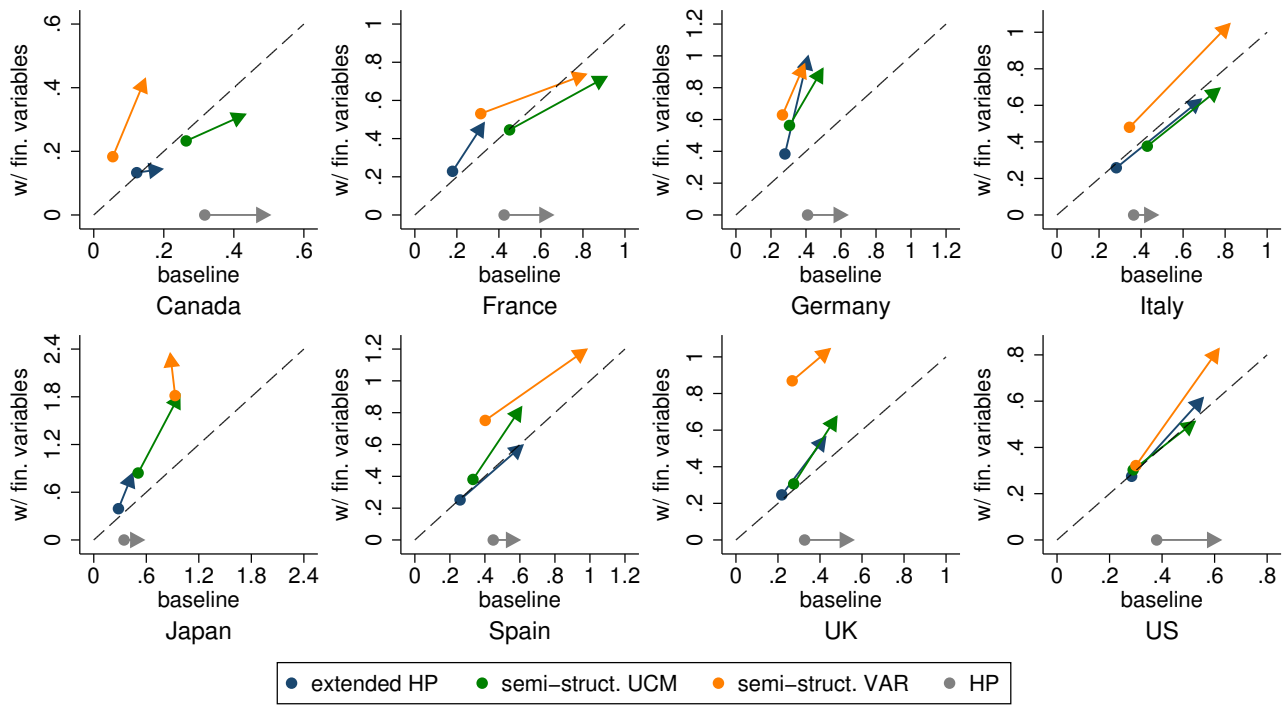 w/ fin. variables
0 .2 .4 .6
0 .2 .4 .6
baseline
Canada
w/ fin. variables
0 .2 .4 .6 .8 1
0 .2 .4 .6 .8 1
baseline
France
w/ fin. variables
0 .2 .4 .6 .8 1 1.2
0 .2 .4 .6 .8 1 1.2
baseline
Germany
w/ fin. variables
0 .2 .4 .6 .8 1
0 .2 .4 .6 .8 1
baseline
Italy
w/ fin. variables
0 .6 1.2 1.8 2.4
0 .6 1.2 1.8 2.4
baseline
Japan
w/ fin. variables
0 .2 .4 .6 .8 1 1.2
0 .2 .4 .6 .8 1 1.2
baseline
Spain
w/ fin. variables
0 .2 .4 .6 .8 1
0 .2 .4 .6 .8 1
baseline
UK
w/ fin. variables
0 .2 .4 .6 .8
0 .2 .4 .6 .8
baseline
US
extended HP semi-struct. UCM semi-struct. VAR HP